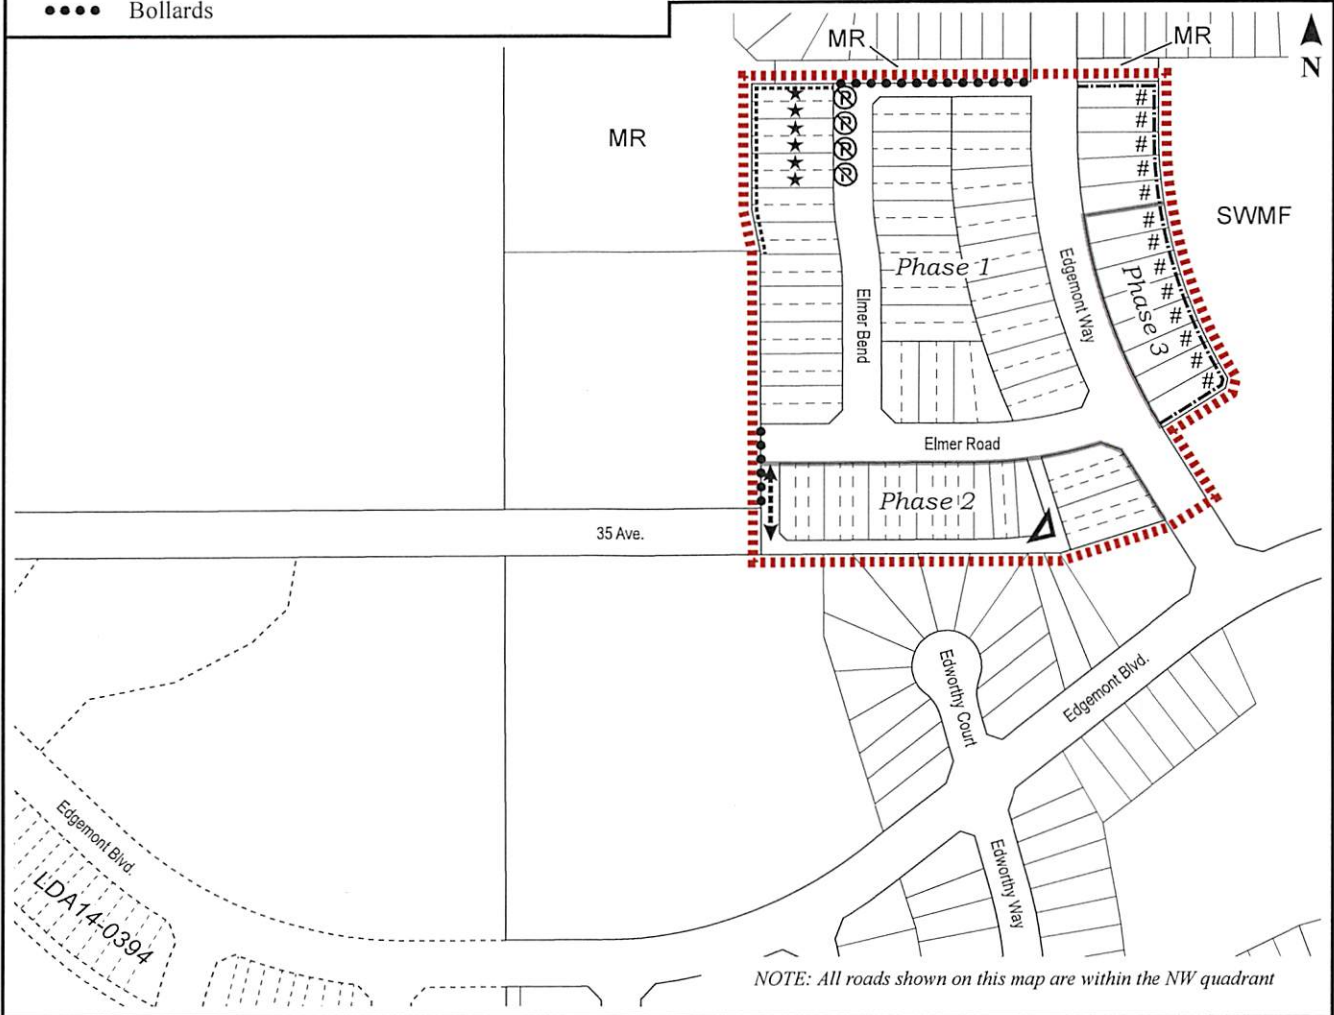 Bollards
MR
MR
N
MR
SWMF
Phase 1
Edgemont Way
Phase 3
Elmer Bend
Elmer Road
Phase 2
35 Ave.
Edworthy Court
Edgemont Blvd.
Edgemont Blvd.
LDA14-0394
Edworthy Way
NOTE: All roads shown on this map are within the NW quadrant
# # # # # # # # # # # # #
R
R
R
R